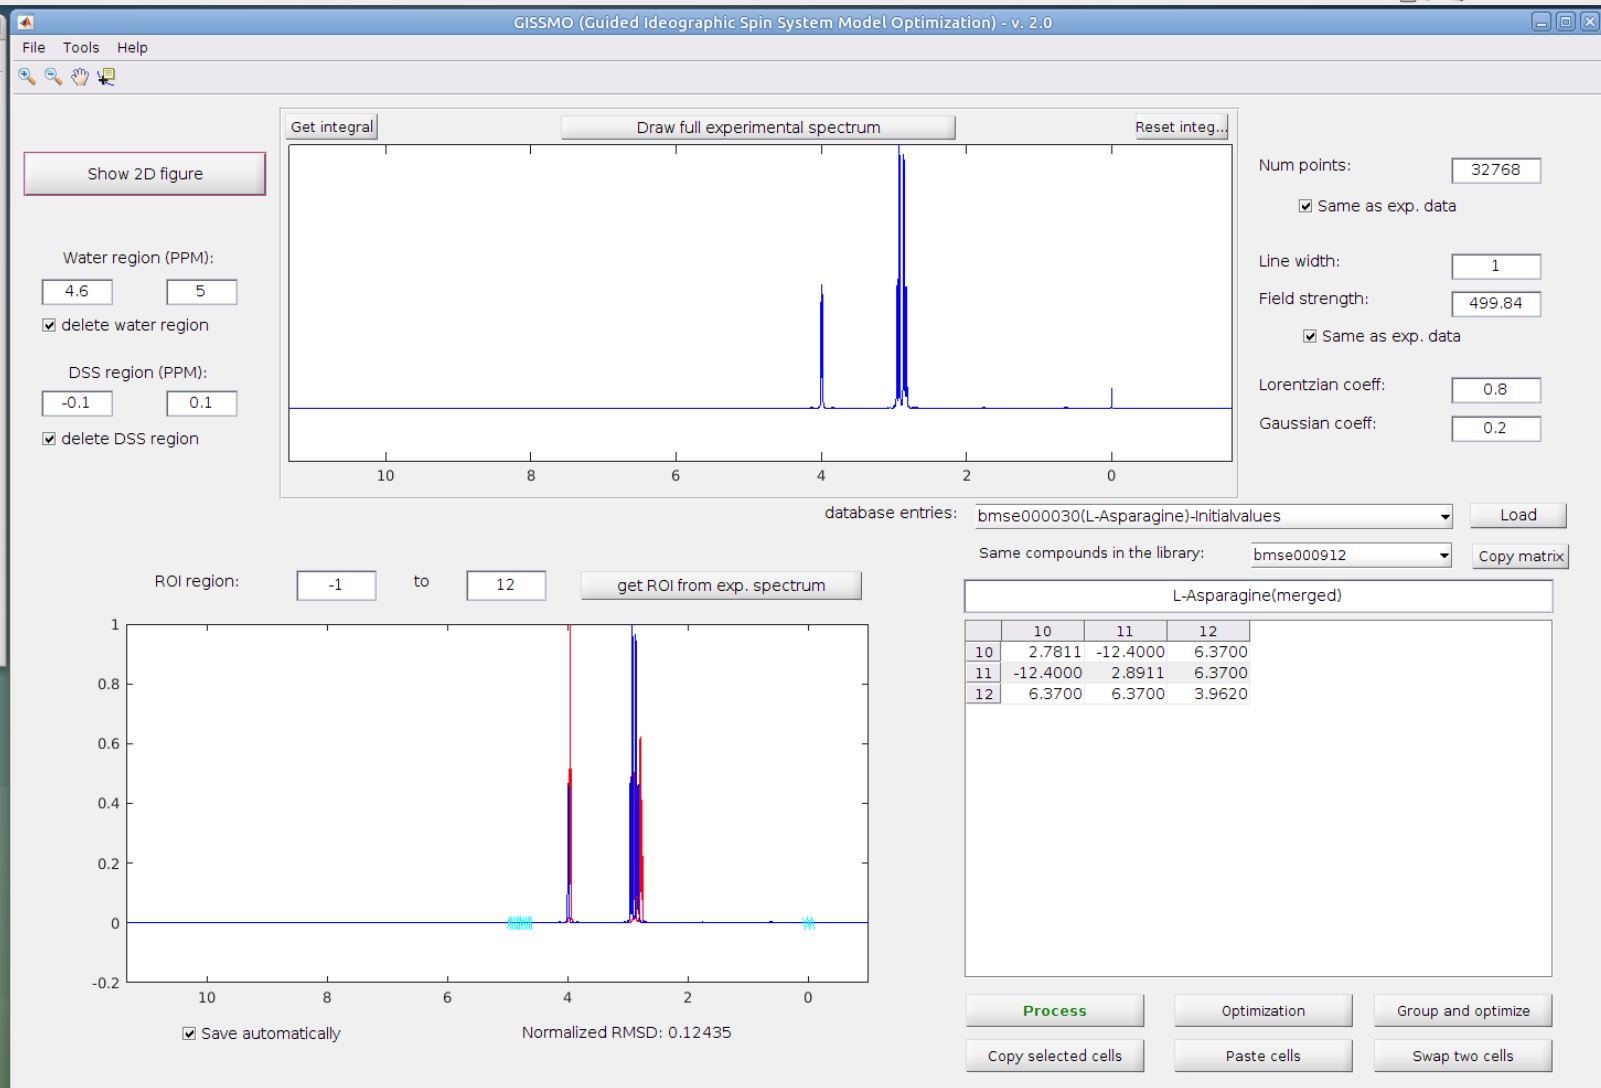 GISSMO (Guided Ideographic Spin System Model Optimization) - v. 2.0
File Tools Help
Get integral Draw full experimental spectrum Reset integ...
Show 2D figure
Num points: 32768
Same as exp. data
Water region (PPM):
4.6 5
delete water region
Line width: 1
Field strength: 499.84
Same as exp. data
DSS region (PPM):
-0.1 0.1
delete DSS region
Lorentzian coeff: 0.8
Gaussian coeff: 0.2
10 8 6 4 2 0
database entries: bmse000030(L-Asparagine)-Initialvalues Load
Same compounds in the library: bmse000912 Copy matrix
ROI region: -1 to 12 get ROI from exp. spectrum
L-Asparagine(merged)
10 11 12
10 2.7811 -12.4000 6.3700
11 -12.4000 2.8911 6.3700
12 6.3700 6.3700 3.9620
1
0.8
0.6
0.4
0.2
0
-0.2
10 8 6 4 2 0
Save automatically Normalized RMSD: 0.12435
Process Optimization Group and optimize
Copy selected cells Paste cells Swap two cells